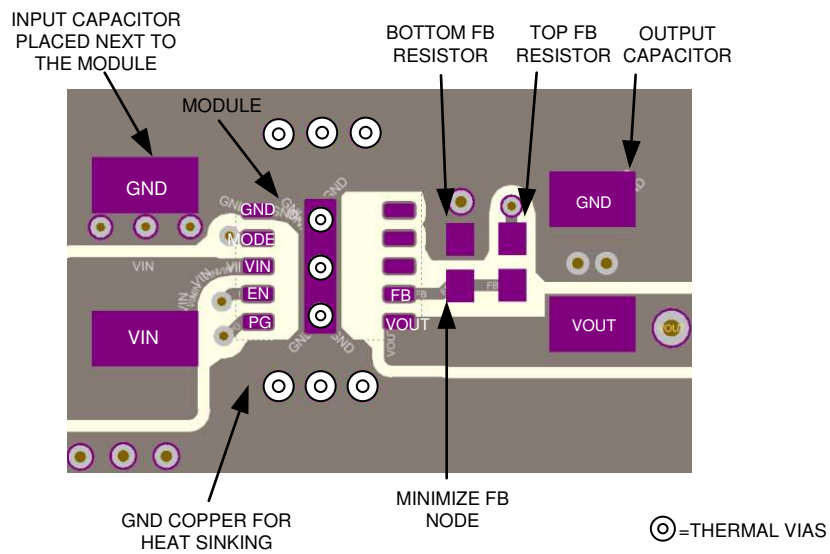 INPUT CAPACITOR
PLACED NEXT TO
THE MODULE
BOTTOM FB
RESISTOR
TOP FB
RESISTOR
OUTPUT
CAPACITOR
MODULE
GND
GND
GND
MODE
VIN
VIN
EN
FB
FB
PG
VOUT
VOUT
VIN
VOUT
GND COPPER FOR
HEAT SINKING
MINIMIZE FB
NODE
=THERMAL VIAS